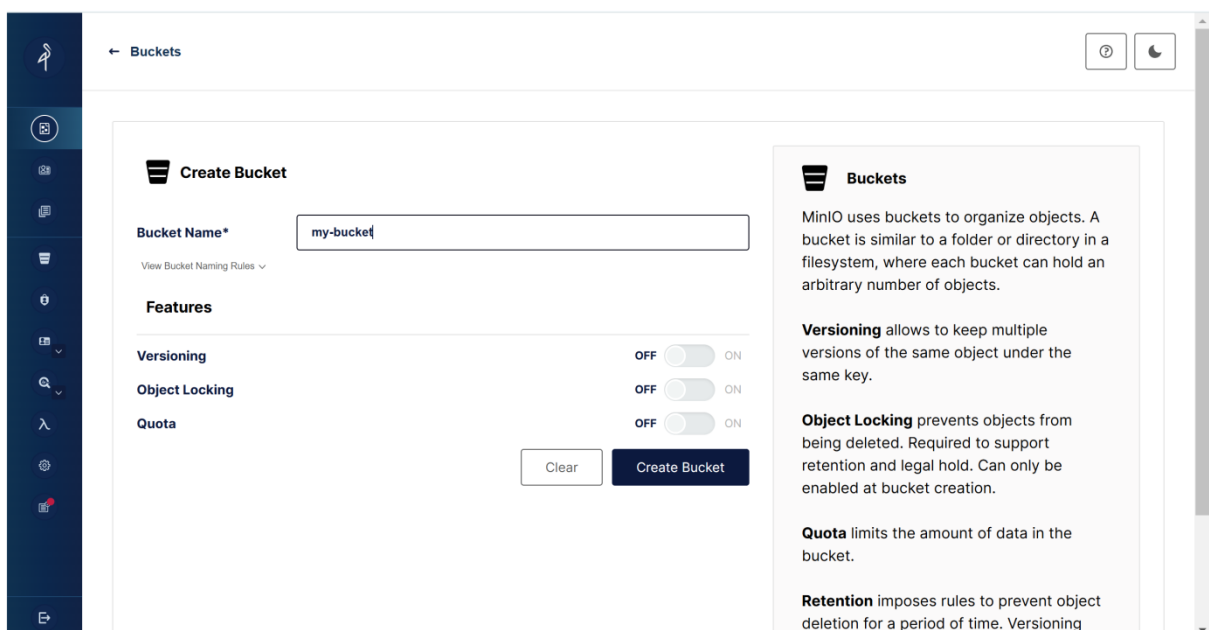 ← Buckets
Create Bucket
Bucket Name*
my-bucket
View Bucket Naming Rules
Features
Versioning
OFF
ON
Object Locking
OFF
ON
Quota
OFF
ON
Clear
Create Bucket
Buckets
MinIO uses buckets to organize objects. A
bucket is similar to a folder or directory in a
filesystem, where each bucket can hold an
arbitrary number of objects.
Versioning allows to keep multiple
versions of the same object under the
same key.
Object Locking prevents objects from
being deleted. Required to support
retention and legal hold. Can only be
enabled at bucket creation.
Quota limits the amount of data in the
bucket.
Retention imposes rules to prevent object
deletion for a period of time. Versioning